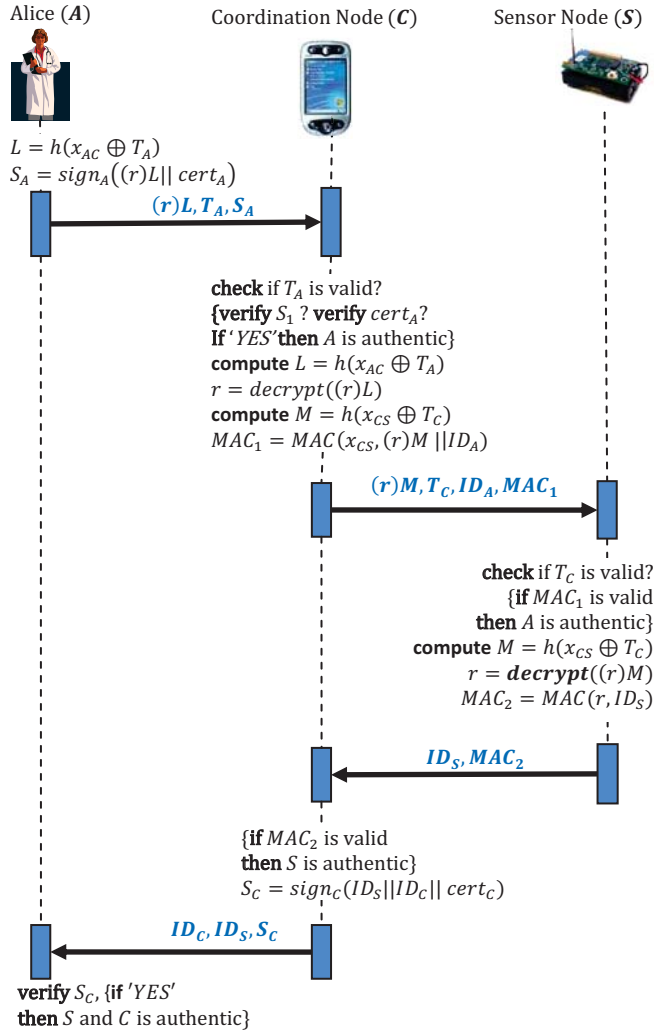 Alice (A)
Coordination Node (C)
Sensor Node (S)
L = h(x_AC ⊕ T_A)
S_A = sign_A((r)L|| cert_A)
(r)L, T_A, S_A
check if T_A is valid?
{verify S_1 ? verify cert_A?
If 'YES' then A is authentic}
compute L = h(x_AC ⊕ T_A)
r = decrypt((r)L)
compute M = h(x_CS ⊕ T_C)
MAC_1 = MAC(x_CS, (r)M ||ID_A)
(r)M, T_C, ID_A, MAC_1
check if T_C is valid?
{if MAC_1 is valid
then A is authentic}
compute M = h(x_CS ⊕ T_C)
r = decrypt((r)M)
MAC_2 = MAC(r, ID_S)
ID_S, MAC_2
{if MAC_2 is valid
then S is authentic}
S_C = sign_C(ID_S||ID_C|| cert_C)
ID_C, ID_S, S_C
verify S_C, {if 'YES'
then S and C is authentic}